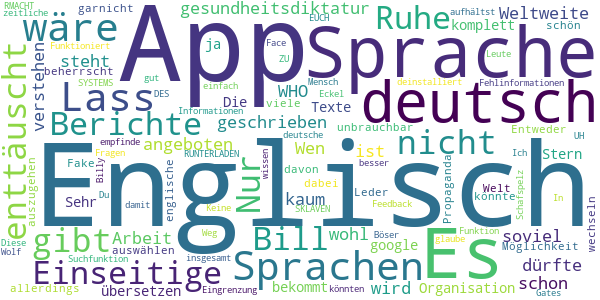 RMACHT
zeitliche
garnicht
aufhältst
EUCH
wäre
App
Sprache
Ruhe
Weltweite
gesundheitsdiktatur
komplett
schön
Funktioniert
ja
Face
ZU
Leute
steht
verstehen
beherrscht
enttäuscht
SYSTEMS
gut
DES
einfach
Mensch
Eckel
deinstalliert
Fehlinformationen
Lass
Die
WHO
viele
Texte
Informationen
deutsch
Berichte
geschrieben
deutsche
unbrauchbar
Entweder
UH
empfinde
angeboten
Wen
nicht
Ich
Fake
Fragen
RUNTERLADEN
ist
besser
Stern
auszugehen
Englisch
Nur
davon
wissen
Propaganda
Sehr
Du
Billy
englische
dabei
Leder
Welt
In
SKLAVEN
Feedback
könnte
Schafspelz
wechseln
Diese
gibt
damit
Keine
Bill
kaum
Es
Wolf
Arbeit
Weg
wohl
Böser
google
Funktion
soviel
glaube
Möglichkeit
Suchfunktion
auswählen
insgesamt
Sprachen
bekommt
dürfte
Einseitige
wird
Organisation
schon
allerdings
übersetzen
Eingrenzung
könnten
Gates